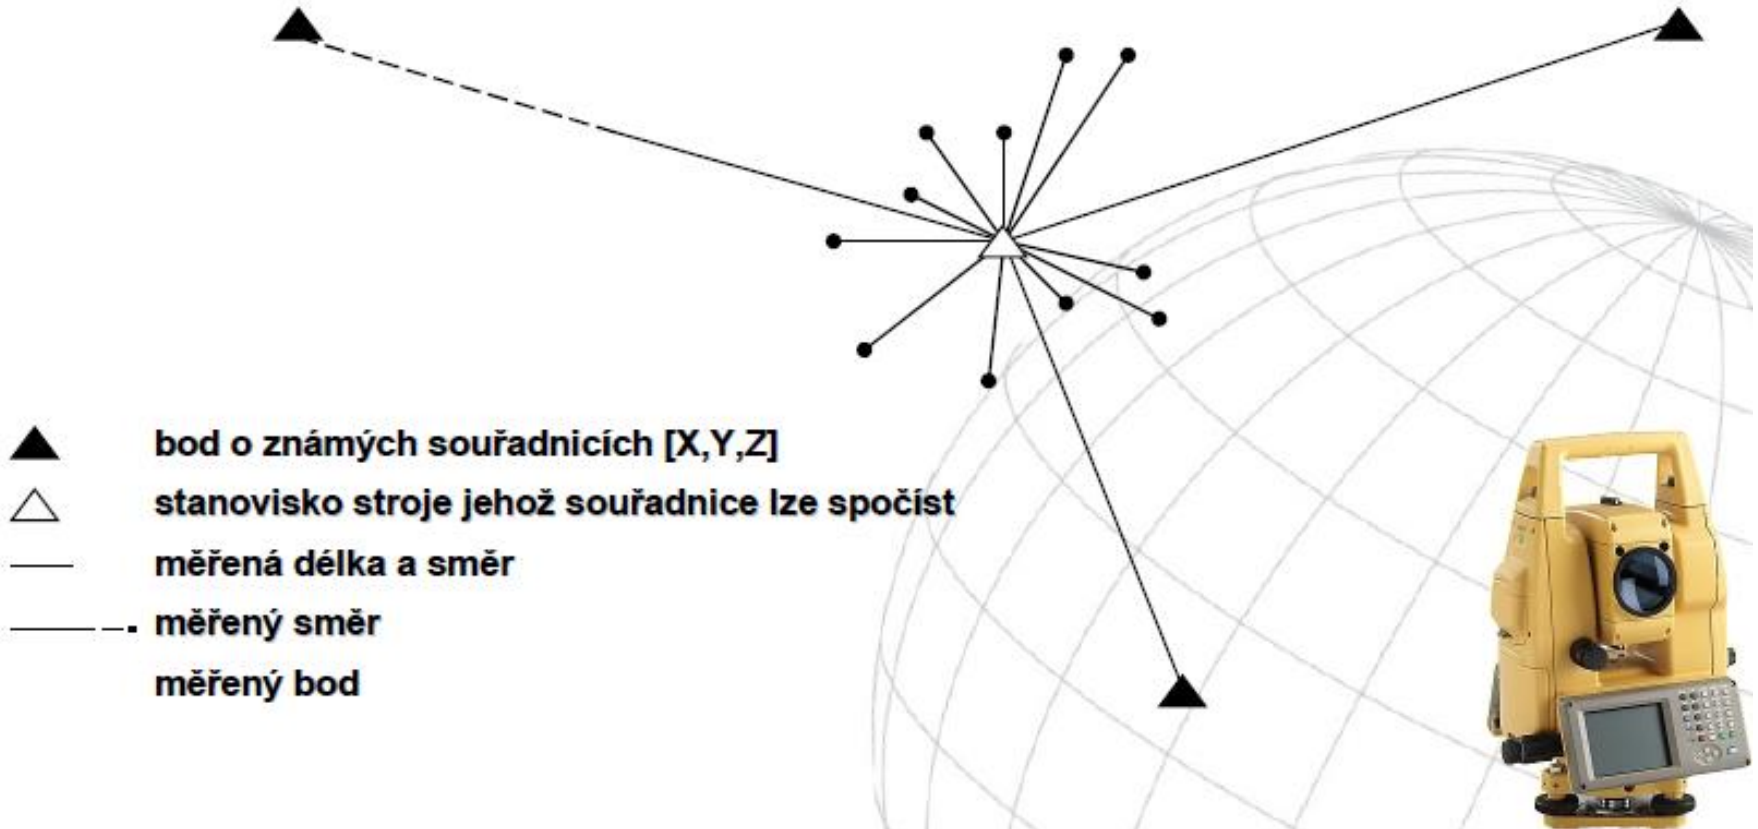 bod o známých souřadnicích [X,Y,Z]
stanovisko stroje jehož souřadnice lze spočíst
měřená délka a směr
měřený směr
měřený bod